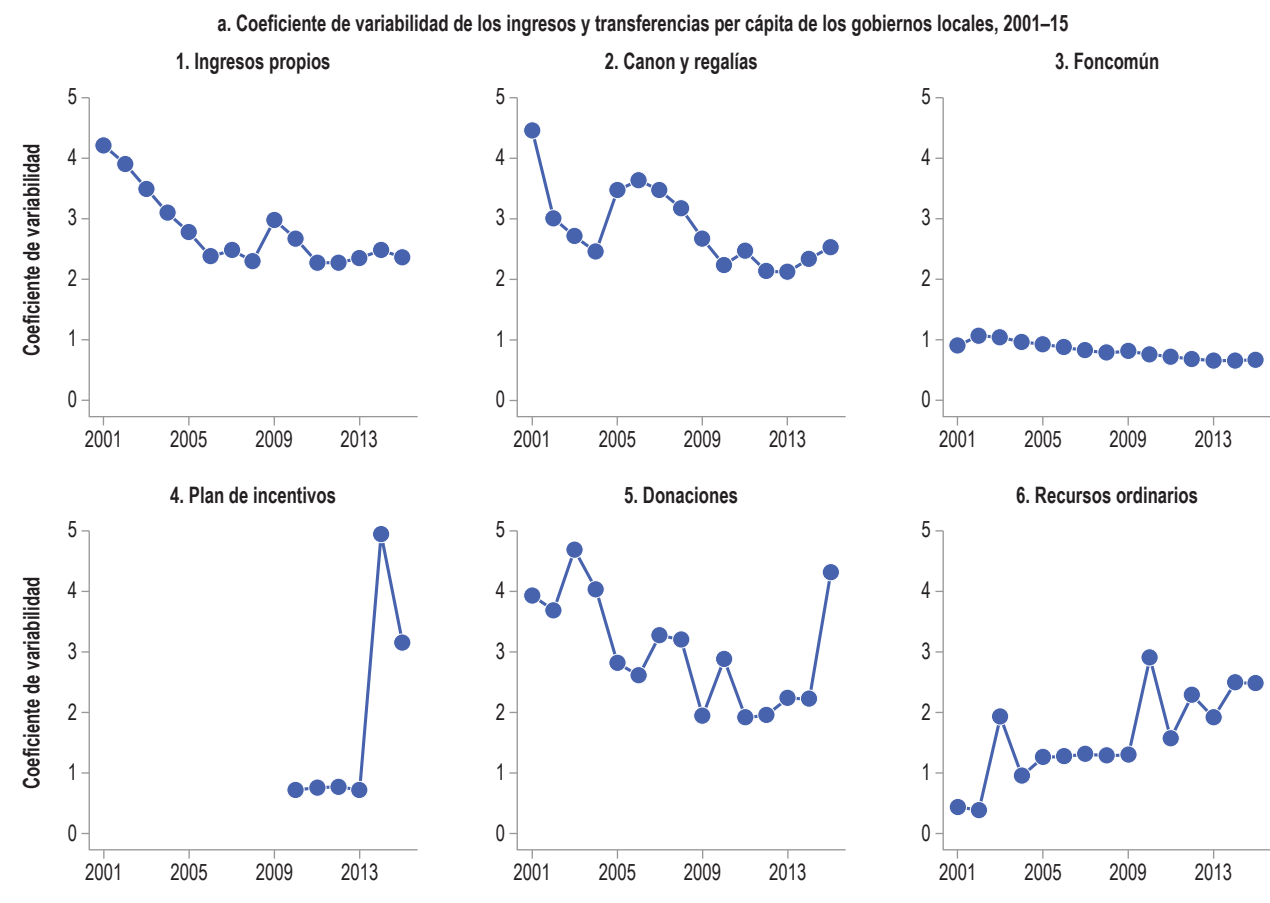 a. Coeficiente de variabilidad de los ingresos y transferencias per cápita de los gobiernos locales, 2001–15
1. Ingresos propios
2. Canon y regalías
3. Foncomún
Coeficiente de variabilidad
5
4
3
2
1
0
2001 2005 2009 2013
5
4
3
2
1
0
2001 2005 2009 2013
5
4
3
2
1
0
2001 2005 2009 2013
4. Plan de incentivos
5. Donaciones
6. Recursos ordinarios
Coeficiente de variabilidad
5
4
3
2
1
0
2001 2005 2009 2013
5
4
3
2
1
0
2001 2005 2009 2013
5
4
3
2
1
0
2001 2005 2009 2013